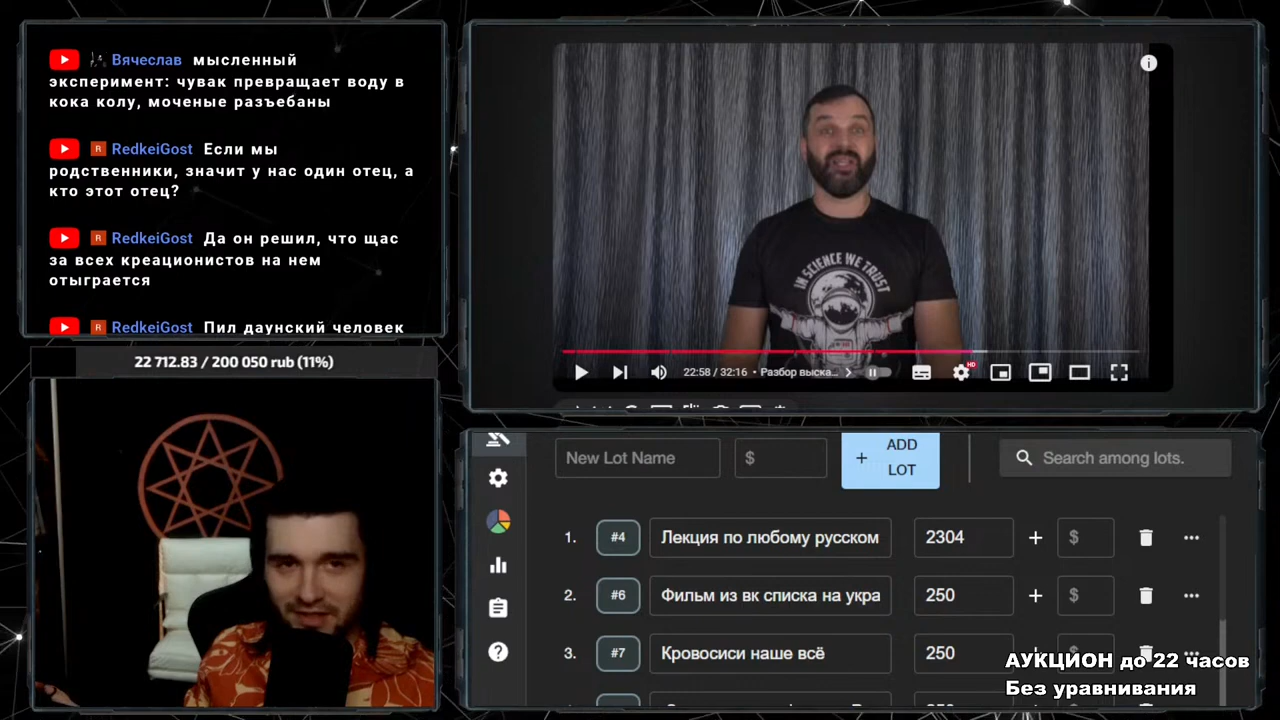 Вячеслав мысленный
эксперимент: чувак превращает воду в
кока колу, моченые разъебаны
R RedkeiGost Если мы
родственники, значит у нас один отец, а
кто этот отец?
R RedkeiGost Да он решил, что щас
за всех креационистов на нем
отыграется
R RedkeiGost Пил даунский человек
22 712.83 / 200 050 rub (11%)
IN SCIENCE WE TRUST
22:58 / 32:16 • Разбор выска...
HD
New Lot Name
$
+ ADD
LOT
Search among lots.
1. #4 Лекция по любому русском 2304 + $
2. #6 Фильм из вк списка на укра 250 + $
3. #7 Кровосиси наше всё 250
АУКЦИОН до 22 часов
Без уравнивания